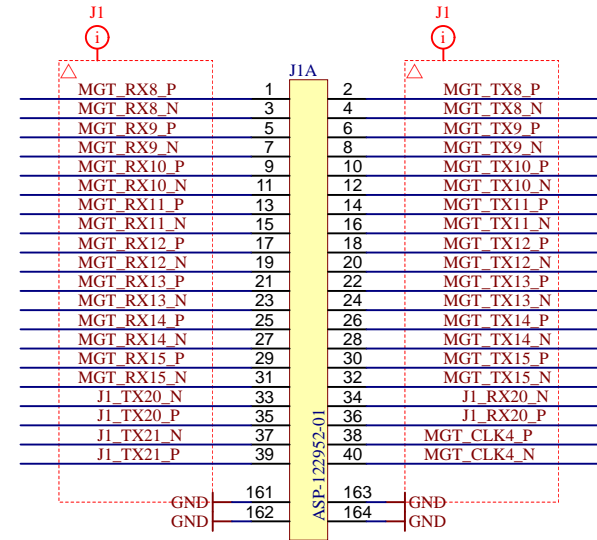 J1 J1
i i
J1A
MGT_RX8_P 1 2 MGT_TX8_P
MGT_RX8_N 3 4 MGT_TX8_N
MGT_RX9_P 5 6 MGT_TX9_P
MGT_RX9_N 7 8 MGT_TX9_N
MGT_RX10_P 9 10 MGT_TX10_P
MGT_RX10_N 11 12 MGT_TX10_N
MGT_RX11_P 13 14 MGT_TX11_P
MGT_RX11_N 15 16 MGT_TX11_N
MGT_RX12_P 17 18 MGT_TX12_P
MGT_RX12_N 19 20 MGT_TX12_N
MGT_RX13_P 21 22 MGT_TX13_P
MGT_RX13_N 23 24 MGT_TX13_N
MGT_RX14_P 25 26 MGT_TX14_P
MGT_RX14_N 27 28 MGT_TX14_N
MGT_RX15_P 29 30 MGT_TX15_P
MGT_RX15_N 31 32 MGT_TX15_N
J1_TX20_N 33 34 J1_RX20_N
J1_TX20_P 35 36 J1_RX20_P
J1_TX21_N 37 38 MGT_CLK4_P
J1_TX21_P 39 40 MGT_CLK4_N
GND 161 163 GND
GND 162 164 GND
ASP-122952-01